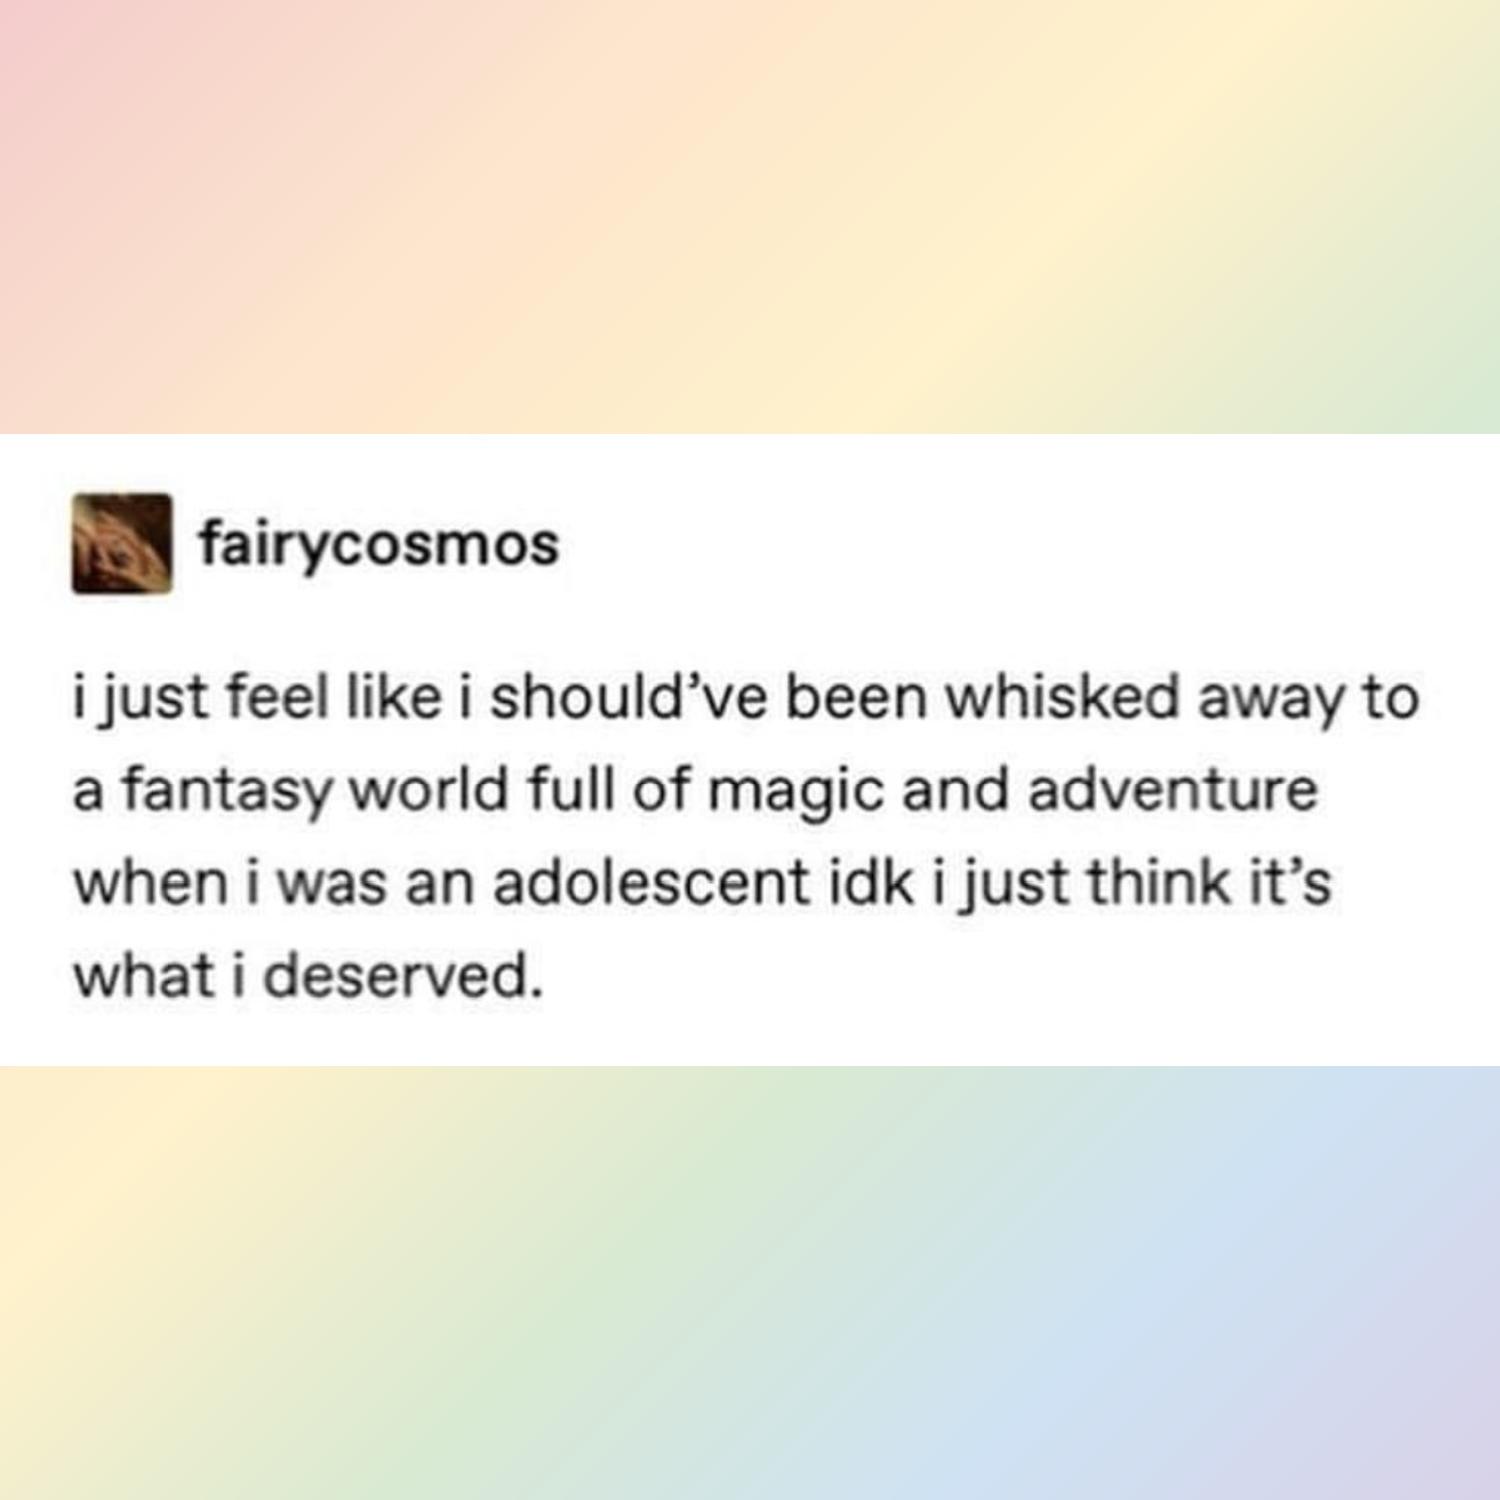 fairycosmos
i just feel like i should’ve been whisked away to
a fantasy world full of magic and adventure
when i was an adolescent idk i just think it’s
what i deserved.